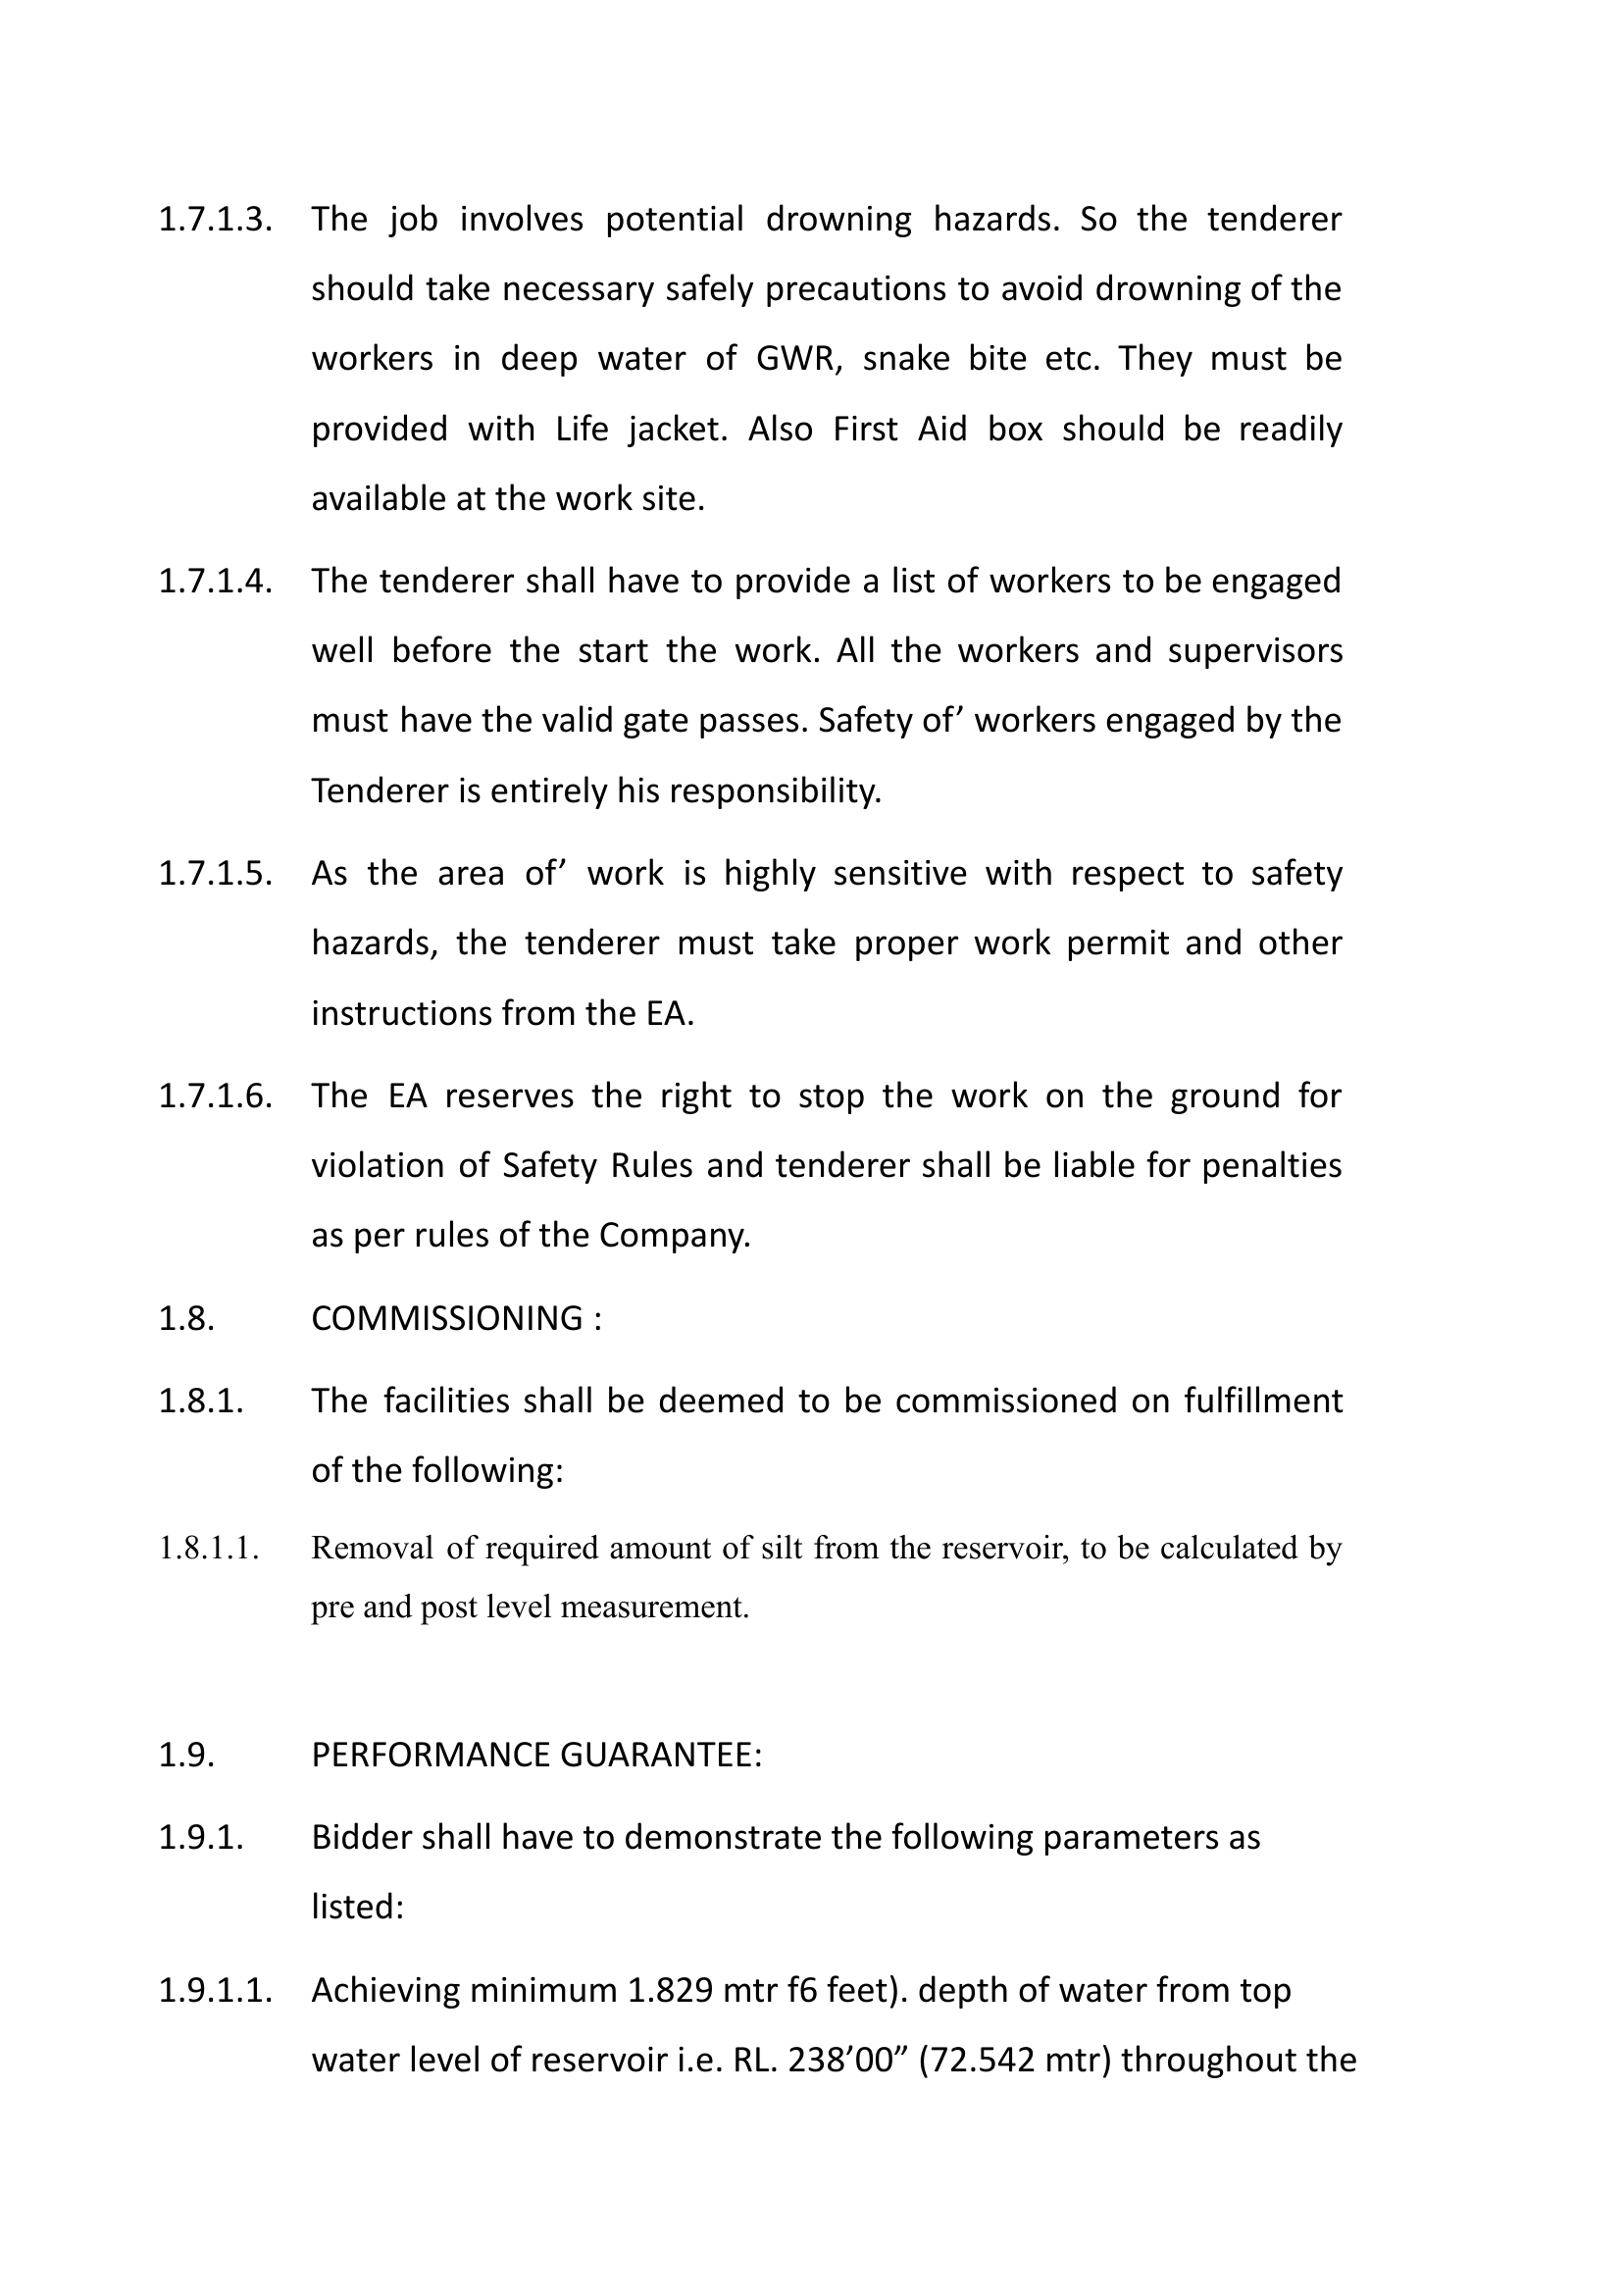 1.7.1.3. The job involves potential drowning hazards. So the tenderer
should take necessary safely precautions to avoid drowning of the
workers in deep water of GWR, snake bite etc. They must be
provided with Life jacket. Also First Aid box should be readily
available at the work site.
1.7.1.4. The tenderer shall have to provide a list of workers to be engaged
well before the start the work. All the workers and supervisors
must have the valid gate passes. Safety of’ workers engaged by the
Tenderer is entirely his responsibility.
1.7.1.5. As the area of’ work is highly sensitive with respect to safety
hazards, the tenderer must take proper work permit and other
instructions from the EA.
1.7.1.6. The EA reserves the right to stop the work on the ground for
violation of Safety Rules and tenderer shall be liable for penalties
as per rules of the Company.
1.8. COMMISSIONING :
1.8.1. The facilities shall be deemed to be commissioned on fulfillment
of the following:
1.8.1.1. Removal of required amount of silt from the reservoir, to be calculated by
pre and post level measurement.
1.9. PERFORMANCE GUARANTEE:
1.9.1. Bidder shall have to demonstrate the following parameters as
listed:
1.9.1.1. Achieving minimum 1.829 mtr f6 feet). depth of water from top
water level of reservoir i.e. RL. 238’00” (72.542 mtr) throughout the